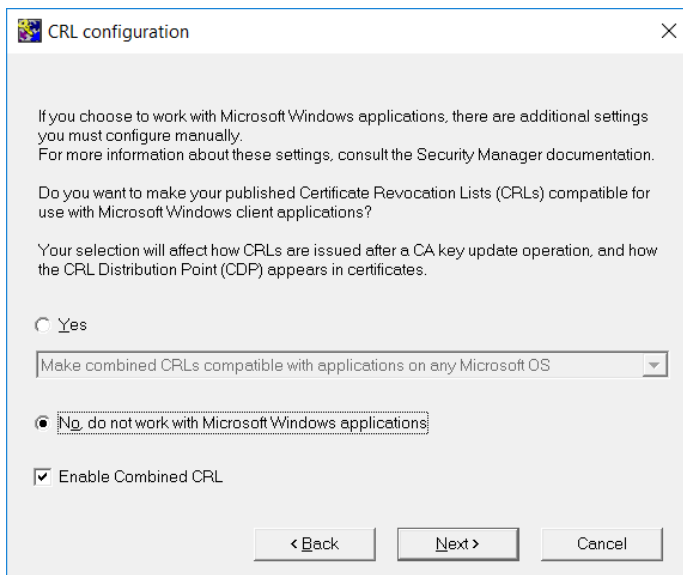 CRL configuration
If you choose to work with Microsoft Windows applications, there are additional settings
you must configure manually.
For more information about these settings, consult the Security Manager documentation.
Do you want to make your published Certificate Revocation Lists (CRLs) compatible for
use with Microsoft Windows client applications?
Your selection will affect how CRLs are issued after a CA key update operation, and how
the CRL Distribution Point (CDP) appears in certificates.
Yes
Make combined CRLs compatible with applications on any Microsoft OS
No, do not work with Microsoft Windows applications
Enable Combined CRL
< Back Next > Cancel